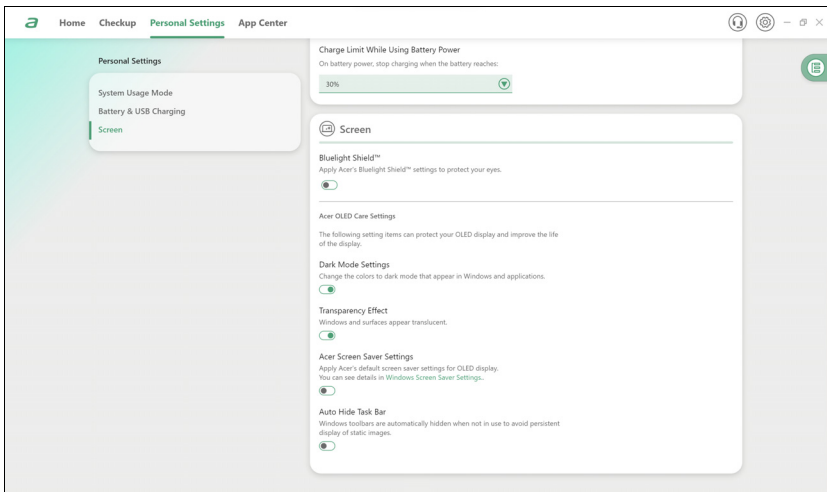 a Home Checkup Personal Settings App Center
Personal Settings
System Usage Mode
Battery & USB Charging
Screen
Charge Limit While Using Battery Power
On battery power, stop charging when the battery reaches:
30%
Screen
Bluelight Shield™
Apply Acer's Bluelight Shield™ settings to protect your eyes.
Acer OLED Care Settings
The following setting items can protect your OLED display and improve the life
of the display.
Dark Mode Settings
Change the colors to dark mode that appear in Windows and applications.
Transparency Effect
Windows and surfaces appear translucent.
Acer Screen Saver Settings
Apply Acer's default screen saver settings for OLED display.
You can see details in Windows Screen Saver Settings..
Auto Hide Task Bar
Windows toolbars are automatically hidden when not in use to avoid persistent
display of static images.